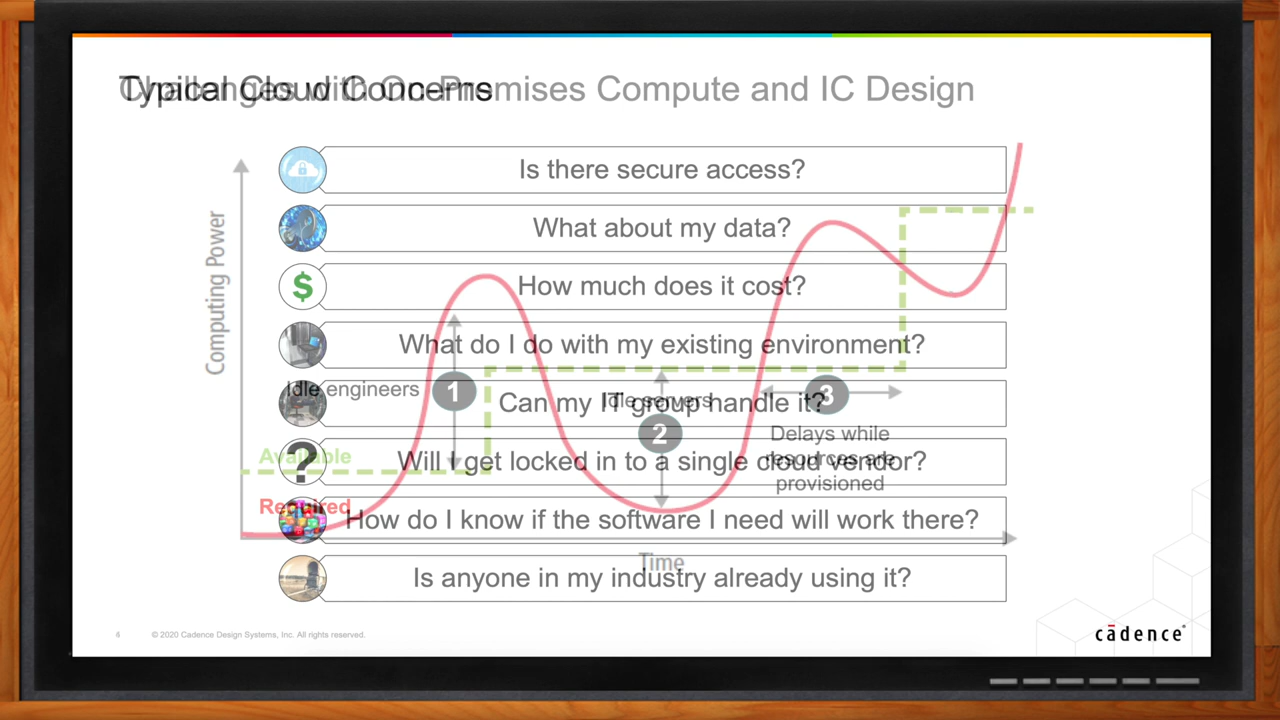 Typical Cloud Concerns
Challenges with On-Premises Compute and IC Design
Is there secure access?
What about my data?
How much does it cost?
What do I do with my existing environment?
Can my IT group handle it?
Will I get locked in to a single cloud vendor?
How do I know if the software I need will work there?
Is anyone in my industry already using it?
Computing Power
Idle engineers
1
Idle servers
2
3
Delays while
resources are
provisioned
Available
Required
Time
$
?
4
© 2020 Cadence Design Systems, Inc. All rights reserved.
cādence®